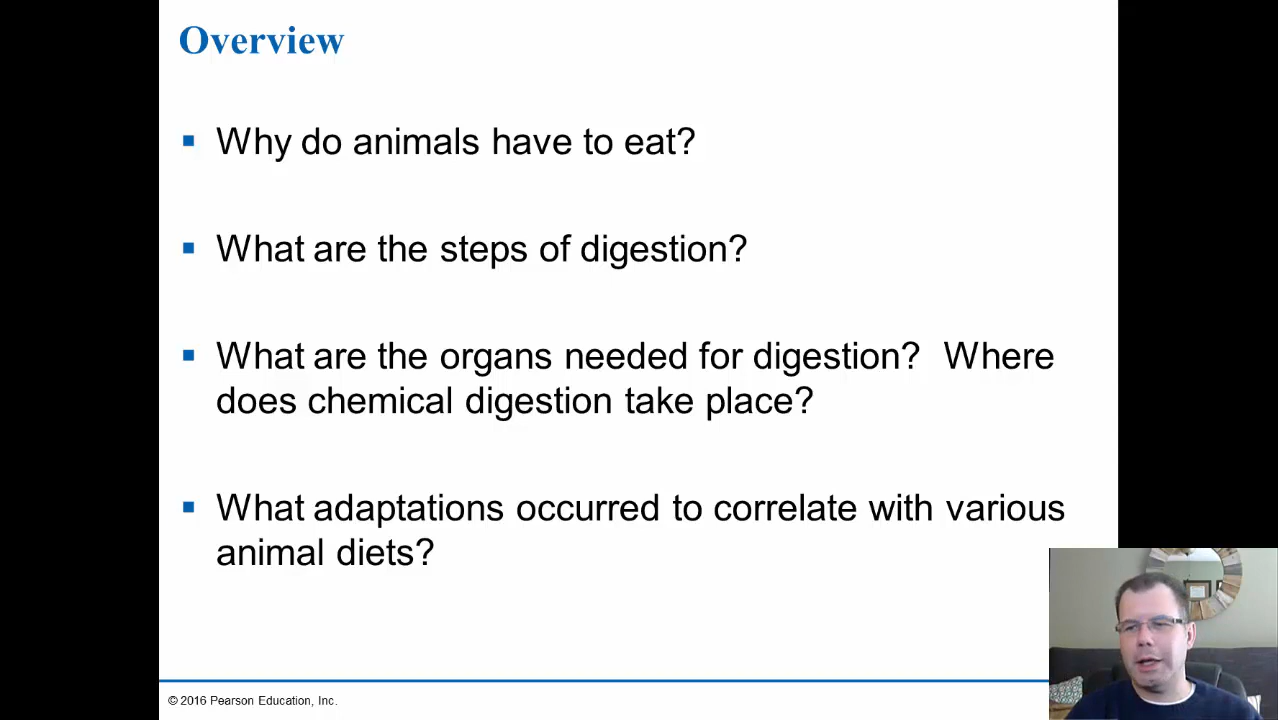 Overview
Why do animals have to eat?
What are the steps of digestion?
What are the organs needed for digestion?  Where
does chemical digestion take place?
What adaptations occurred to correlate with various
animal diets?
© 2016 Pearson Education, Inc.